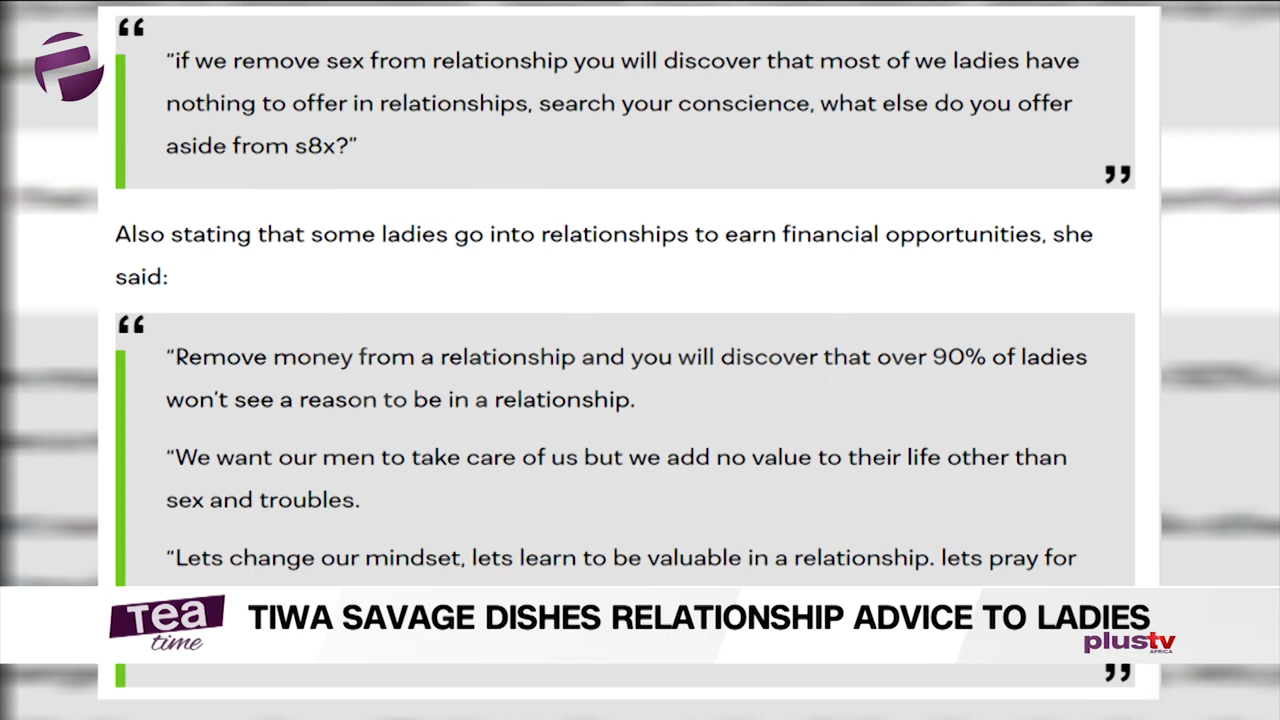 “
“if we remove sex from relationship you will discover that most of we ladies have
nothing to offer in relationships, search your conscience, what else do you offer
aside from s8x?”
”
Also stating that some ladies go into relationships to earn financial opportunities, she
said:
“
“Remove money from a relationship and you will discover that over 90% of ladies
won’t see a reason to be in a relationship.
“We want our men to take care of us but we add no value to their life other than
sex and troubles.
“Lets change our mindset, lets learn to be valuable in a relationship. lets pray for
Tea
time
TIWA SAVAGE DISHES RELATIONSHIP ADVICE TO LADIES
plustv
AFRICA
”